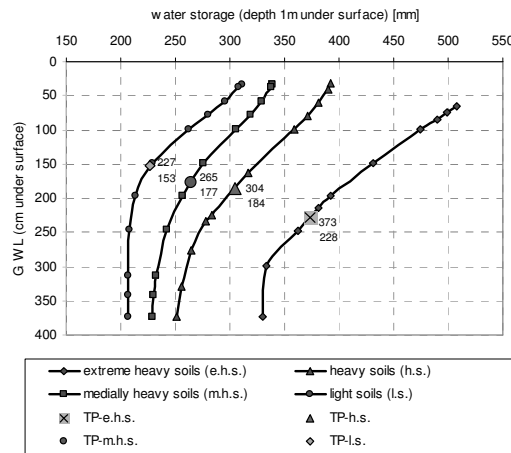 water storage (depth 1m under surface) [mm]
150 200 250 300 350 400 450 500 550
0
50
100
150
200
250
300
350
400
GWL (cm under surface)
227
153
265
177
304
184
373
228
extreme heavy soils (e.h.s.)
heavy soils (h.s.)
medially heavy soils (m.h.s.)
light soils (l.s.)
TP-e.h.s.
TP-h.s.
TP-m.h.s.
TP-l.s.